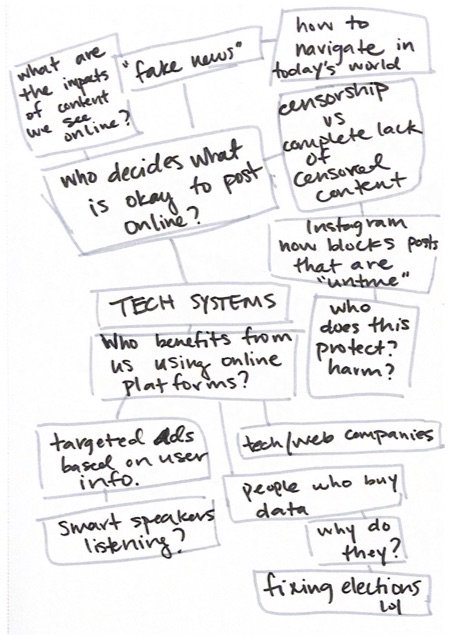 what are
the impacts
of content
we see
online?
"fake news"
how to
navigate in
today's world
censorship
vs
complete lack
of
censored
content
who decides what
is okay to post
online?
Instagram
now blocks posts
that are
"untrue"
who
does this
protect?
harm?
TECH SYSTEMS
Who benefits from
us using online
platforms?
targeted Ads
based on user
info.
smart speakers
listening?
tech/web companies
people who buy
data
why do
they?
fixing elections
lol